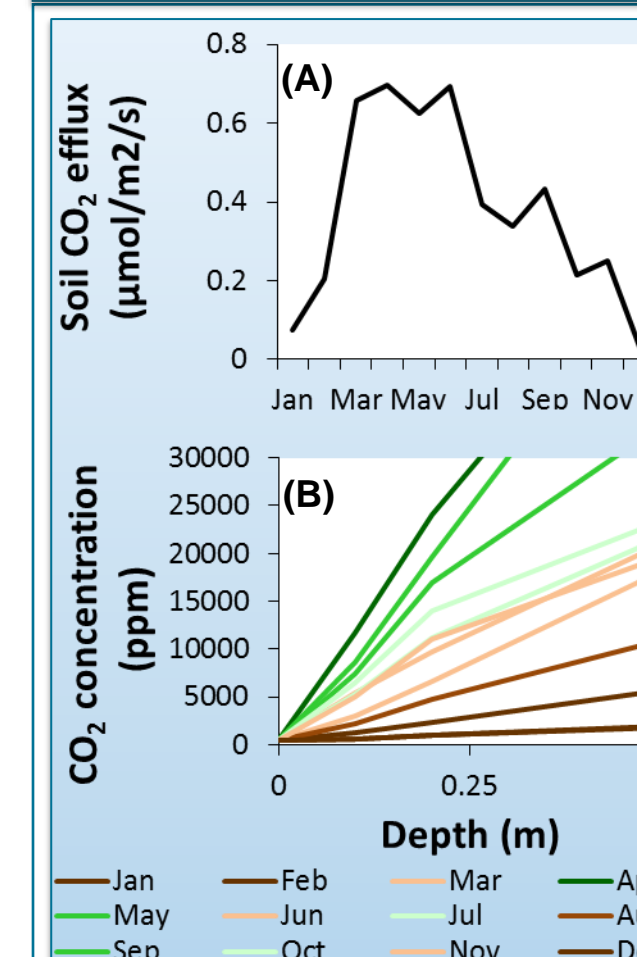 Soil CO₂ efflux
(µmol/m2/s)
0.8
0.6
0.4
0.2
0
(A)
Jan Mar May Jul Sep Nov
CO₂ concentration
(ppm)
30000
25000
20000
15000
10000
5000
0
(B)
0 0.25
Depth (m)
Jan Feb Mar Ap
May Jun Jul Au
Sep Oct Nov D